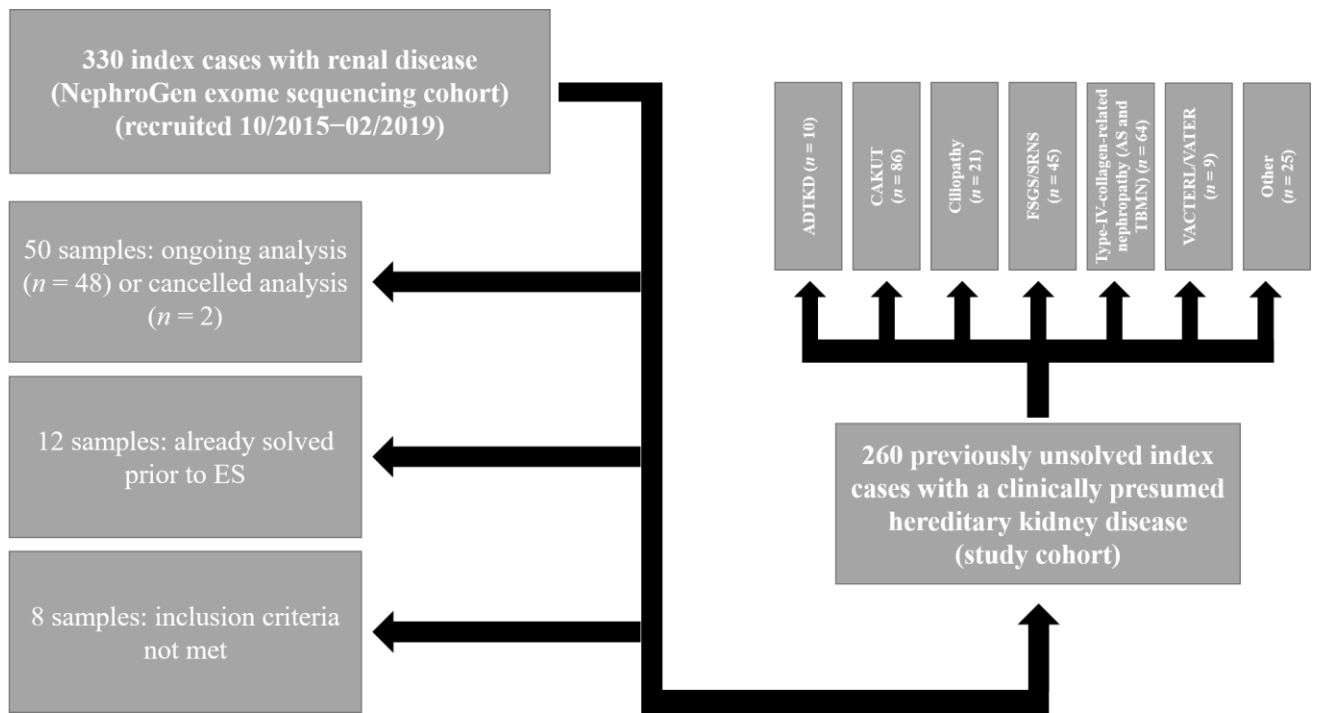 330 index cases with renal disease
(NephroGen exome sequencing cohort)
(recruited 10/2015−02/2019)
50 samples: ongoing analysis
(n = 48) or cancelled analysis
(n = 2)
12 samples: already solved
prior to ES
8 samples: inclusion criteria
not met
ADTKD (n = 10)
CAKUT
(n = 86)
Ciliopathy
(n = 21)
FSGS/SRNS
(n = 45)
Type-IV-collagen-related
nephropathy (AS and
TBMN) (n = 64)
VACTERL/VATER
(n = 9)
Other
(n = 25)
260 previously unsolved index
cases with a clinically presumed
hereditary kidney disease
(study cohort)